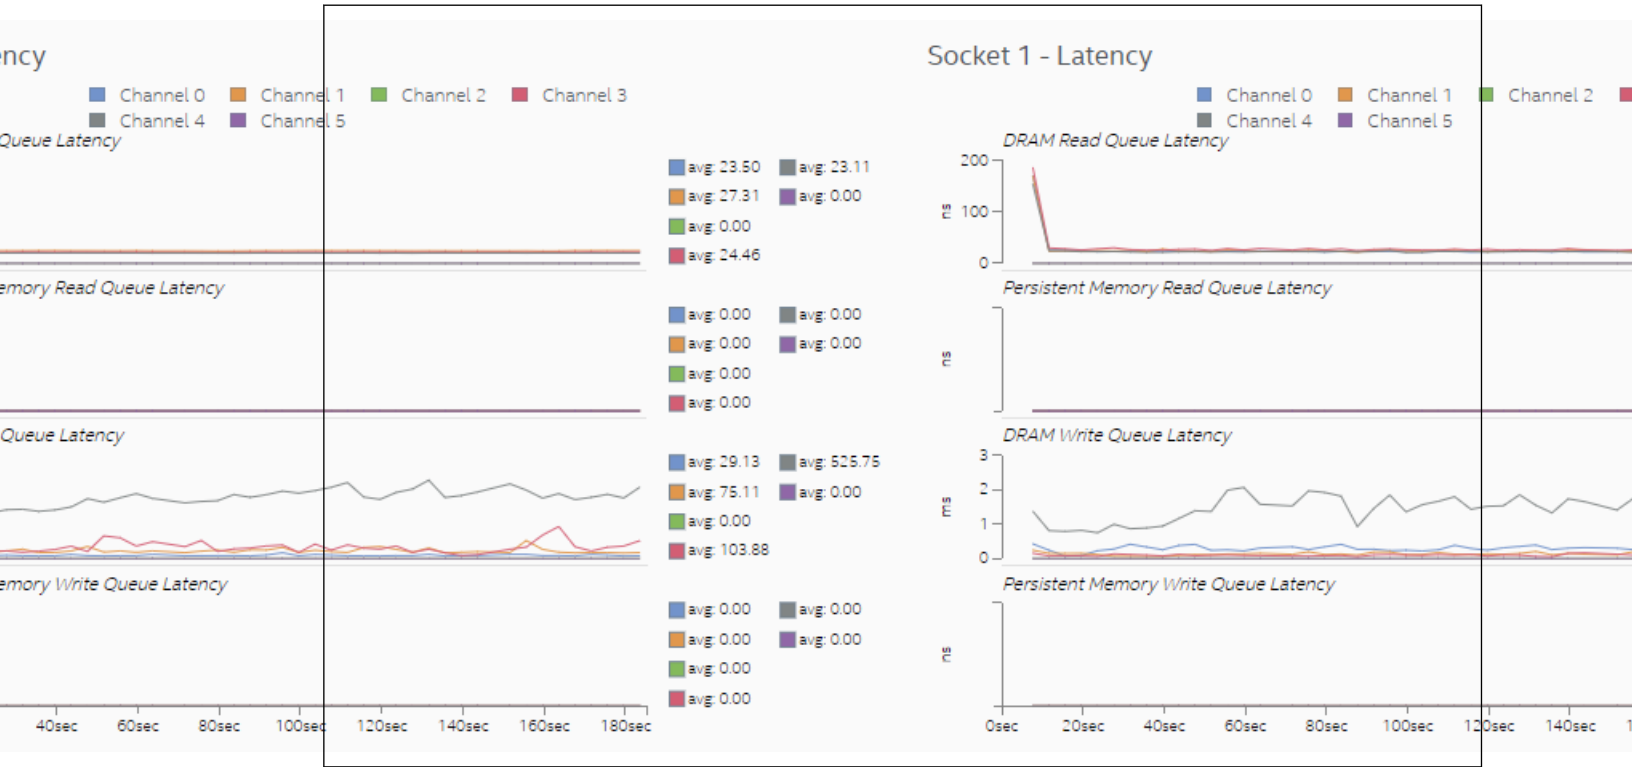 ency
Channel 0 Channel 1 Channel 2 Channel 3
Channel 4 Channel 5
Queue Latency
avg: 23.50 avg: 23.11
avg: 27.31 avg: 0.00
avg: 0.00
avg: 24.46
emory Read Queue Latency
avg: 0.00 avg: 0.00
avg: 0.00 avg: 0.00
avg: 0.00
avg: 0.00
Queue Latency
avg: 29.13 avg: 525.75
avg: 75.11 avg: 0.00
avg: 0.00
avg: 103.88
emory Write Queue Latency
avg: 0.00 avg: 0.00
avg: 0.00 avg: 0.00
avg: 0.00
avg: 0.00
40sec 60sec 80sec 100sec 120sec 140sec 160sec 180sec
Socket 1 - Latency
Channel 0 Channel 1 Channel 2
Channel 4 Channel 5
DRAM Read Queue Latency
200
ns 100
0
Persistent Memory Read Queue Latency
ns
DRAM Write Queue Latency
3
2
ms
1
0
Persistent Memory Write Queue Latency
ns
0sec 20sec 40sec 60sec 80sec 100sec 120sec 140sec 1